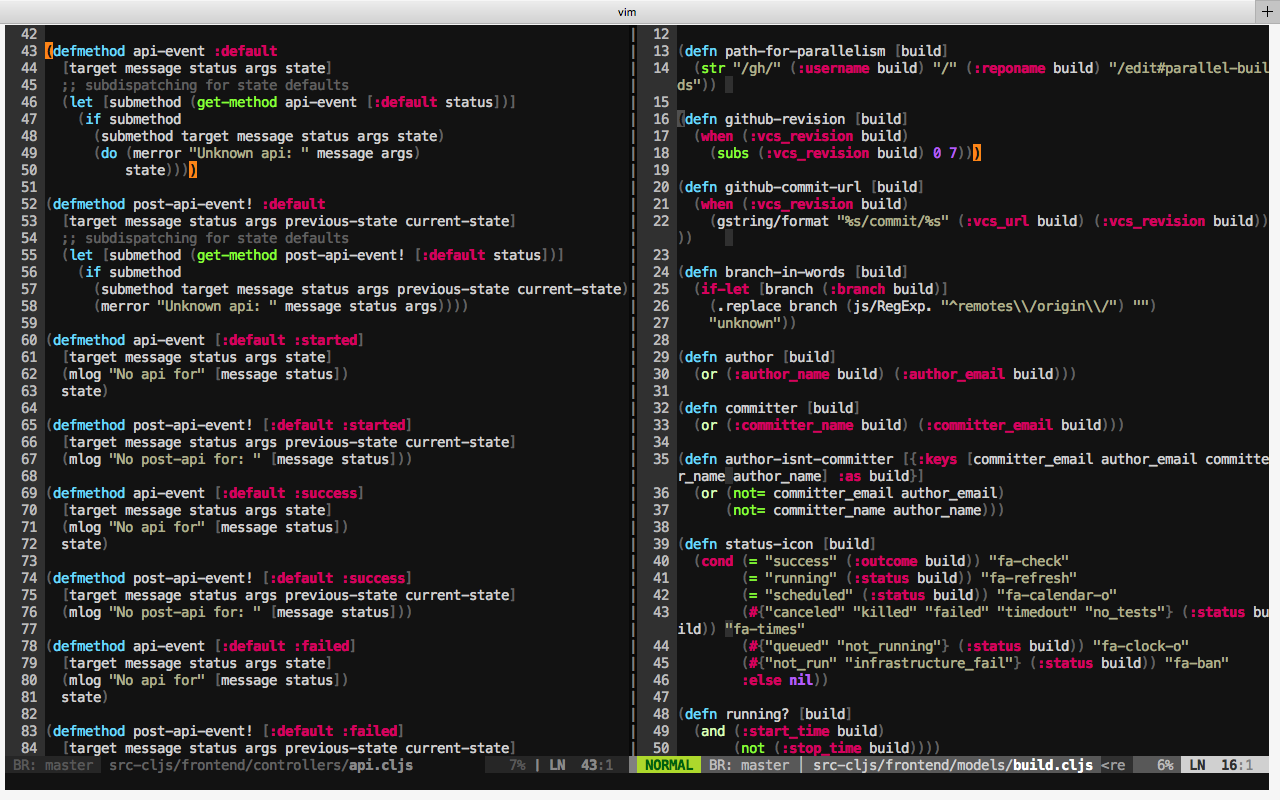 vim
+
42
43 (defmethod api-event :default
44   [target message status args state]
45   ;; subdispatching for state defaults
46   (let [submethod (get-method api-event [:default status])]
47     (if submethod
48       (submethod target message status args state)
49       (do (merror "Unknown api: " message args)
50           state))))
51
52 (defmethod post-api-event! :default
53   [target message status args previous-state current-state]
54   ;; subdispatching for state defaults
55   (let [submethod (get-method post-api-event! [:default status])]
56     (if submethod
57       (submethod target message status args previous-state current-state)
58       (merror "Unknown api: " message status args))))
59
60 (defmethod api-event [:default :started]
61   [target message status args state]
62   (mlog "No api for" [message status])
63   state)
64
65 (defmethod post-api-event! [:default :started]
66   [target message status args previous-state current-state]
67   (mlog "No post-api for: " [message status]))
68
69 (defmethod api-event [:default :success]
70   [target message status args state]
71   (mlog "No api for" [message status])
72   state)
73
74 (defmethod post-api-event! [:default :success]
75   [target message status args previous-state current-state]
76   (mlog "No post-api for: " [message status]))
77
78 (defmethod api-event [:default :failed]
79   [target message status args state]
80   (mlog "No api for" [message status])
81   state)
82
83 (defmethod post-api-event! [:default :failed]
84   [target message status args previous-state current-state]
BR: master  src-cljs/frontend/controllers/api.cljs  7% | LN  43:1
12
13 (defn path-for-parallelism [build]
14   (str "/gh/" (:username build) "/" (:reponame build) "/edit#parallel-buil
ds"))
15
16 (defn github-revision [build]
17   (when (:vcs_revision build)
18     (subs (:vcs_revision build) 0 7)))
19
20 (defn github-commit-url [build]
21   (when (:vcs_revision build)
22     (gstring/format "%s/commit/%s" (:vcs_url build) (:vcs_revision build))
))
23
24 (defn branch-in-words [build]
25   (if-let [branch (:branch build)]
26     (.replace branch (js/RegExp. "^remotes\\/origin\\/") "")
27     "unknown"))
28
29 (defn author [build]
30   (or (:author_name build) (:author_email build)))
31
32 (defn committer [build]
33   (or (:committer_name build) (:committer_email build)))
34
35 (defn author-isnt-committer [{:keys [committer_email author_email committe
r_name author_name] :as build}]
36   (or (not= committer_email author_email)
37       (not= committer_name author_name)))
38
39 (defn status-icon [build]
40   (cond (= "success" (:outcome build)) "fa-check"
41         (= "running" (:status build)) "fa-refresh"
42         (= "scheduled" (:status build)) "fa-calendar-o"
43         (#{"canceled" "killed" "failed" "timedout" "no_tests"} (:status bu
ild)) "fa-times"
44         (#{"queued" "not_running"} (:status build)) "fa-clock-o"
45         (#{"not_run" "infrastructure_fail"} (:status build)) "fa-ban"
46         :else nil))
47
48 (defn running? [build]
49   (and (:start_time build)
50        (not (:stop_time build))))
NORMAL  BR: master | src-cljs/frontend/models/build.cljs <re  6%  LN  16:1